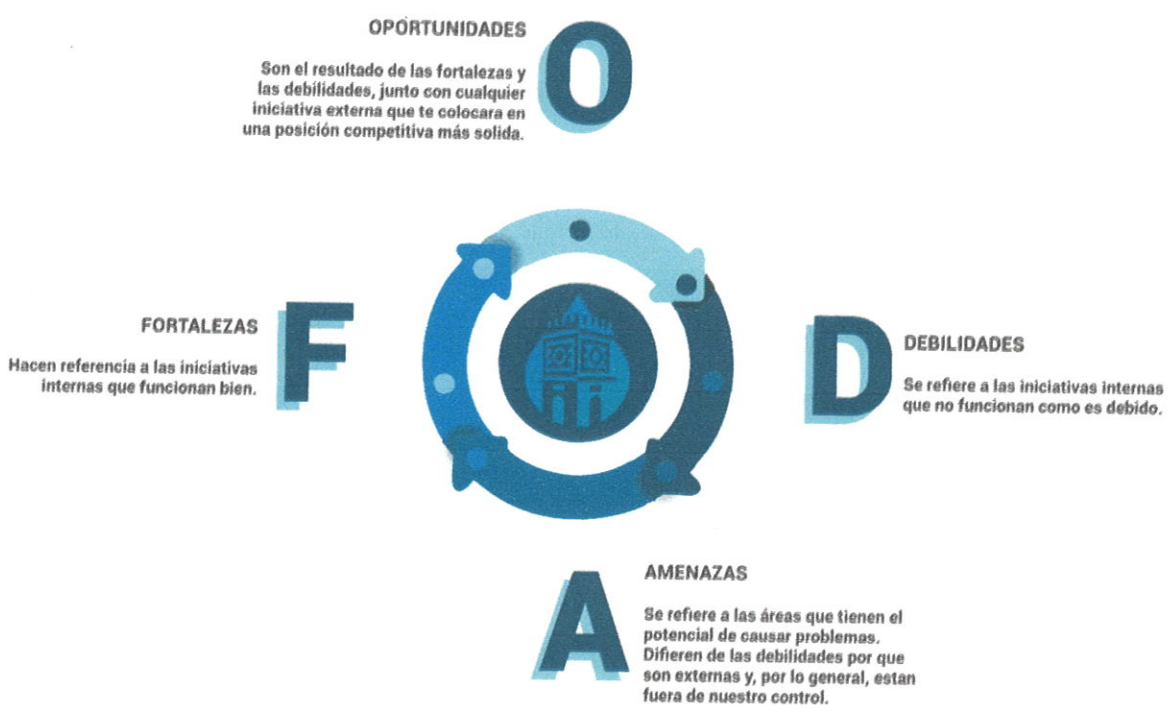 OPORTUNIDADES
Son el resultado de las fortalezas y
las debilidades, junto con cualquier
iniciativa externa que te colocara en
una posición competitiva más solida.
O
FORTALEZAS
Hacen referencia a las iniciativas
internas que funcionan bien.
F
D
DEBILIDADES
Se refiere a las iniciativas internas
que no funcionan como es debido.
A
AMENAZAS
Se refiere a las áreas que tienen el
potencial de causar problemas.
Difieren de las debilidades por que
son externas y, por lo general, estan
fuera de nuestro control.